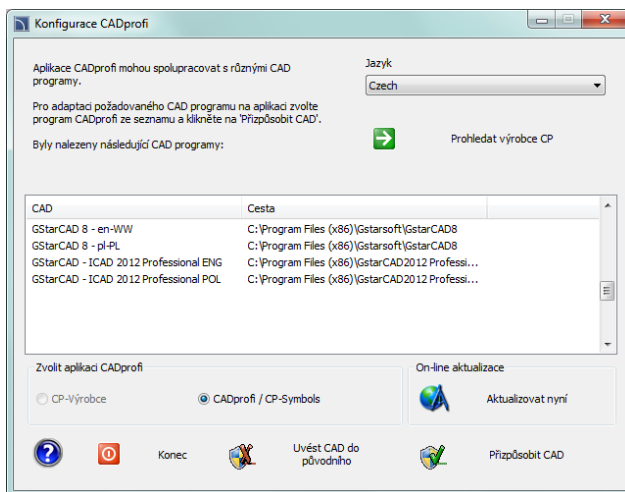 Konfigurace CADprofi
Aplikace CADprofi mohou spolupracovat s různými CAD
programy.
Pro adaptaci požadovaného CAD programu na aplikaci zvolte
program CADprofi ze seznamu a klikněte na 'Přizpůsobit CAD'.
Byly nalezeny následující CAD programy:
Jazyk
Czech
Prohledat výrobce CP
CAD Cesta
GStarCAD 8 - en-WW C:\Program Files (x86)\Gstarsoft\GstarCAD8
GStarCAD 8 - pl-PL C:\Program Files (x86)\Gstarsoft\GstarCAD8
GStarCAD - ICAD 2012 Professional ENG C:\Program Files (x86)\GstarCAD2012 Professi...
GStarCAD - ICAD 2012 Professional POL C:\Program Files (x86)\GstarCAD2012 Professi...
Zvolit aplikaci CADprofi
CP-Výrobce
CADprofi / CP-Symbols
On-line aktualizace
Aktualizovat nyní
Konec
Uvést CAD do
původního
Přizpůsobit CAD